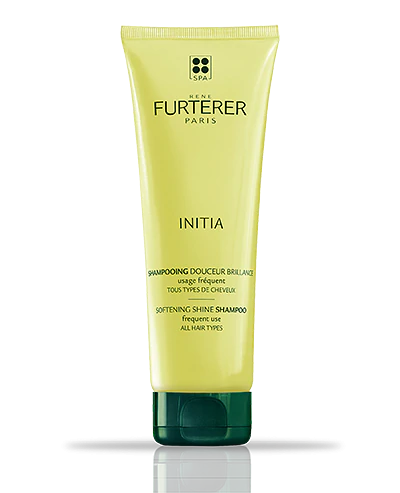 SPA
RENE
FURTERER
PARIS
INITIA
SHAMPOOING DOUCEUR BRILLANCE
usage fréquent
TOUS TYPES DE CHEVEUX
SOFTENING SHINE SHAMPOO
frequent use
ALL HAIR TYPES